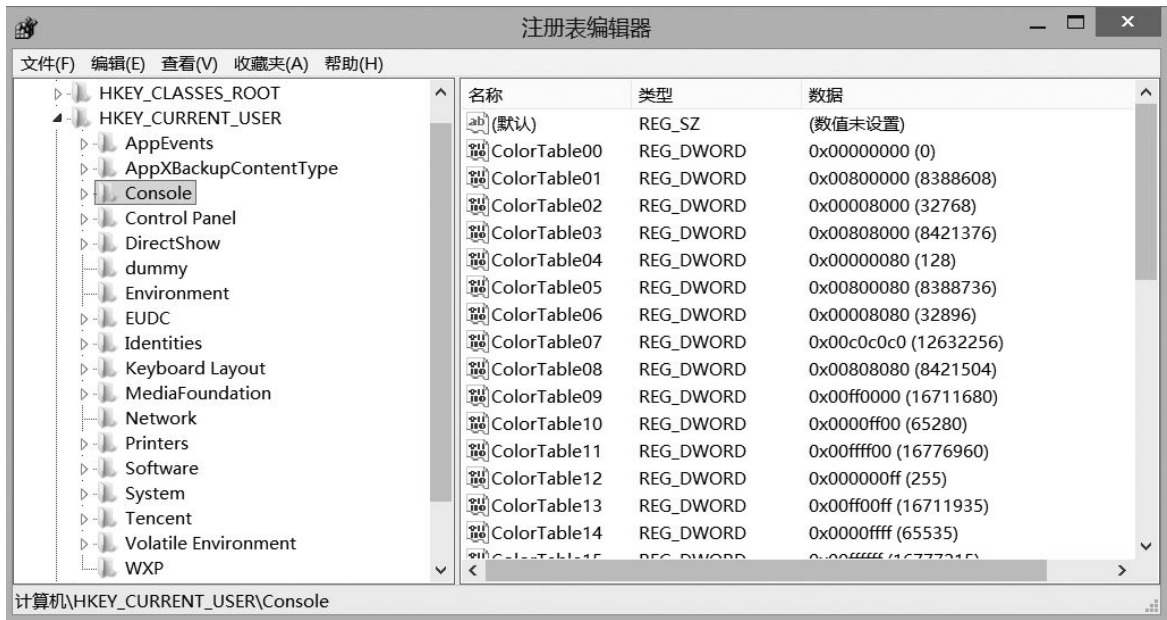 注册表编辑器
文件(F) 编辑(E) 查看(V) 收藏夹(A) 帮助(H)
HKEY_CLASSES_ROOT
HKEY_CURRENT_USER
AppEvents
AppXBackupContentType
Console
Control Panel
DirectShow
dummy
Environment
EUDC
Identities
Keyboard Layout
MediaFoundation
Network
Printers
Software
System
Tencent
Volatile Environment
WXP
名称 类型 数据
(默认) REG_SZ (数值未设置)
ColorTable00 REG_DWORD 0x00000000 (0)
ColorTable01 REG_DWORD 0x00800000 (8388608)
ColorTable02 REG_DWORD 0x00008000 (32768)
ColorTable03 REG_DWORD 0x00808000 (8421376)
ColorTable04 REG_DWORD 0x00000080 (128)
ColorTable05 REG_DWORD 0x00800080 (8388736)
ColorTable06 REG_DWORD 0x00008080 (32896)
ColorTable07 REG_DWORD 0x00c0c0c0 (12632256)
ColorTable08 REG_DWORD 0x00808080 (8421504)
ColorTable09 REG_DWORD 0x00ff0000 (16711680)
ColorTable10 REG_DWORD 0x0000ff00 (65280)
ColorTable11 REG_DWORD 0x00ffff00 (16776960)
ColorTable12 REG_DWORD 0x000000ff (255)
ColorTable13 REG_DWORD 0x00ff00ff (16711935)
ColorTable14 REG_DWORD 0x0000ffff (65535)
ColorTable15 REG_DWORD 0x00ffffff (16777215)
计算机\HKEY_CURRENT_USER\Console